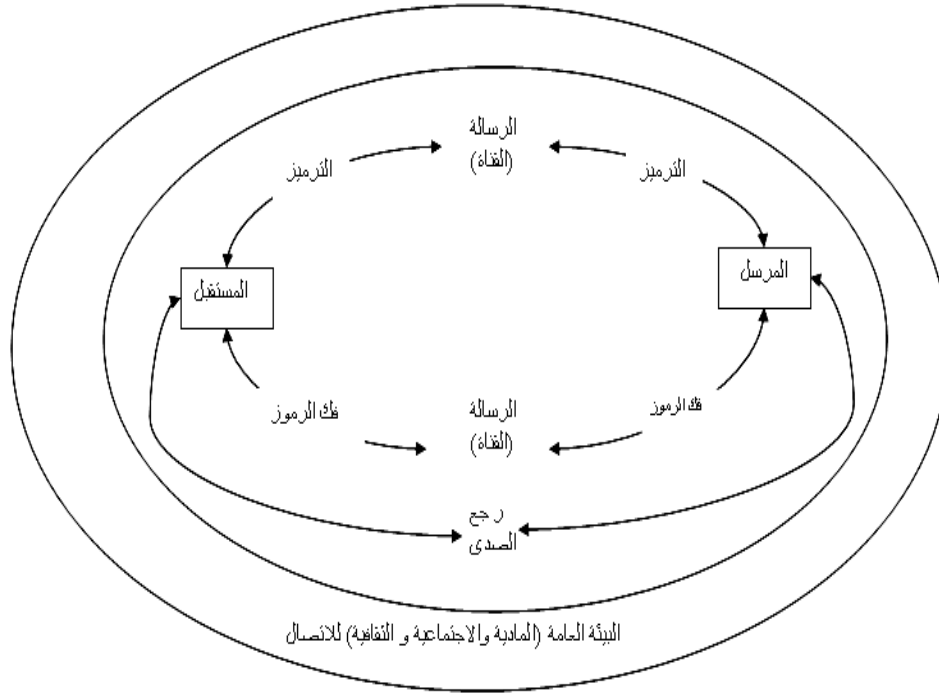 الرسالة
(القناة)
الترميز
الترميز
المرسل
المستقبل
فك الرموز
الرسالة
(القناة)
فك الرموز
رجع
الصدى
البيئة العامة (المادية والاجتماعية و الثقافية) للاتصال